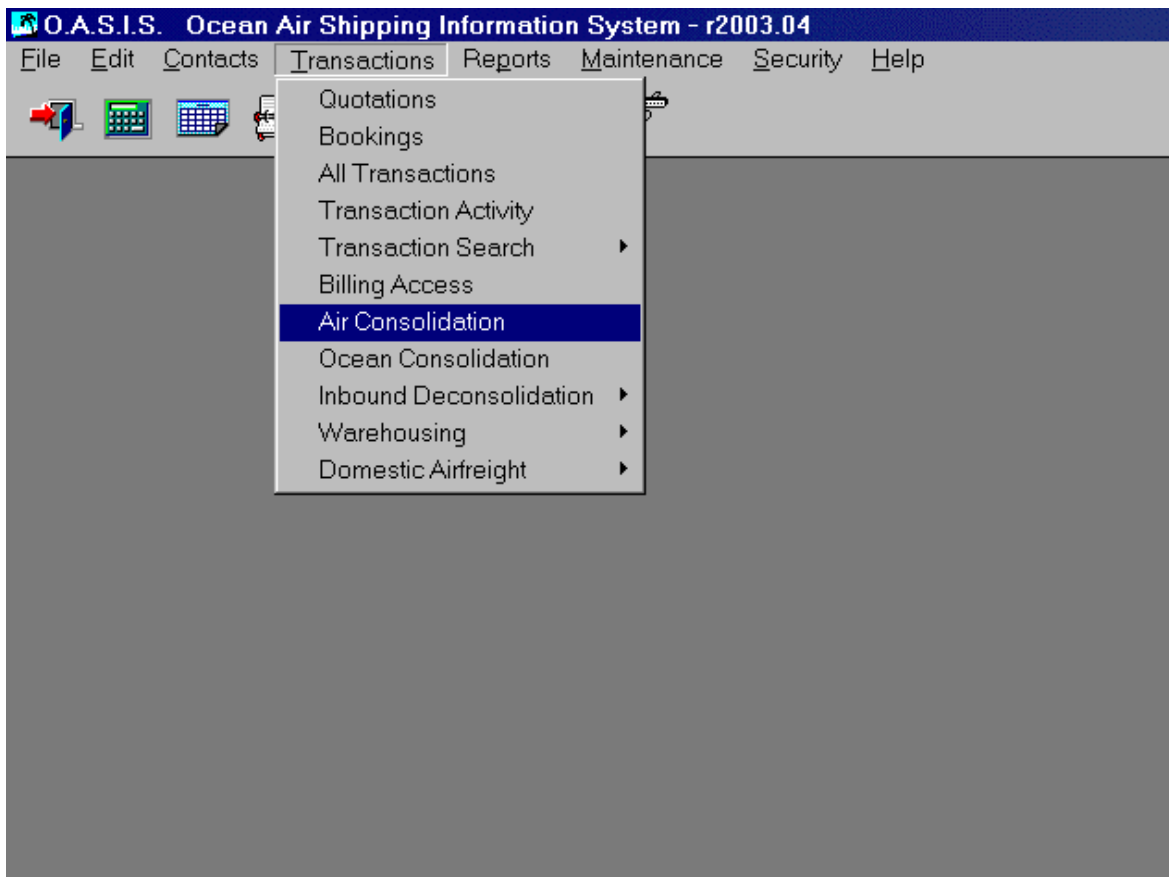 O.A.S.I.S. Ocean Air Shipping Information System - r2003.04
File Edit Contacts Transactions Reports Maintenance Security Help
Quotations
Bookings
All Transactions
Transaction Activity
Transaction Search
Billing Access
Air Consolidation
Ocean Consolidation
Inbound Deconsolidation
Warehousing
Domestic Airfreight